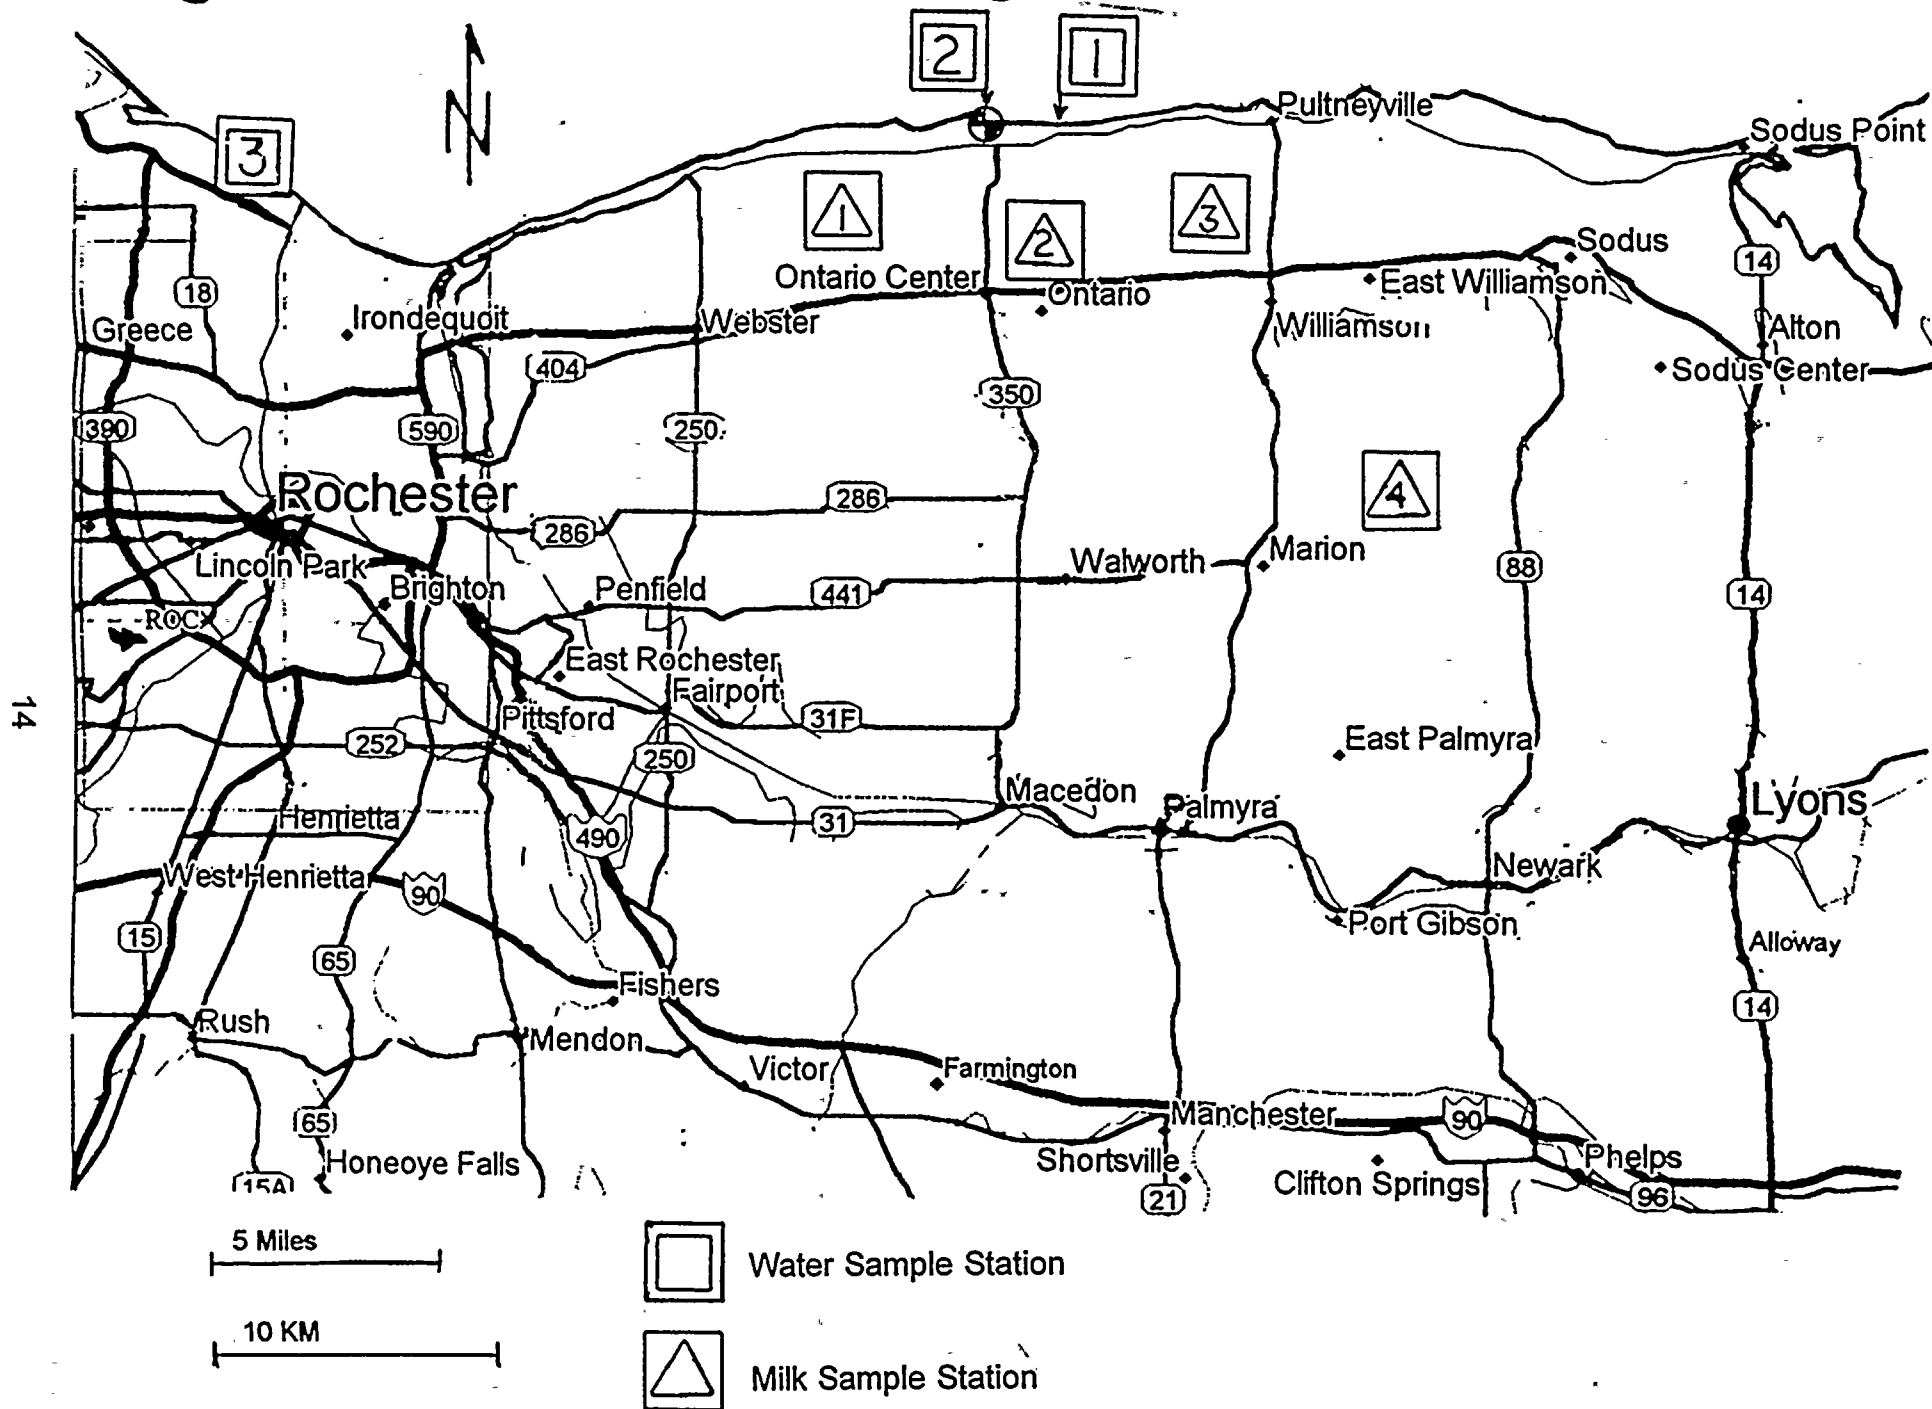 2
1
Pultneyville
Sodus Point
3
N
1
2
3
Sodus
14
18
Ontario Center
Ontario
East Williamson
Greece
Irondequoit
Webster
Williamson
Alton
404
Sodus Center
350
390
590
250
4
Rochester
286
286
Lincoln Park
Walworth
Marion
88
Brighton
Penfield
441
14
ROC
East Rochester
Fairport
14
Pittsford
31F
252
250
East Palmyra
Macedon
Palmyra
Lyons
Henrietta
490
31
West Henrietta
90
Newark
15
65
Port Gibson
Alloway
Fishers
14
Rush
Mendon
Victor
Farmington
65
Manchester
90
Honeoye Falls
Shortsville
Phelps
15A
21
Clifton Springs
96
5 Miles
Water Sample Station
10 KM
Milk Sample Station